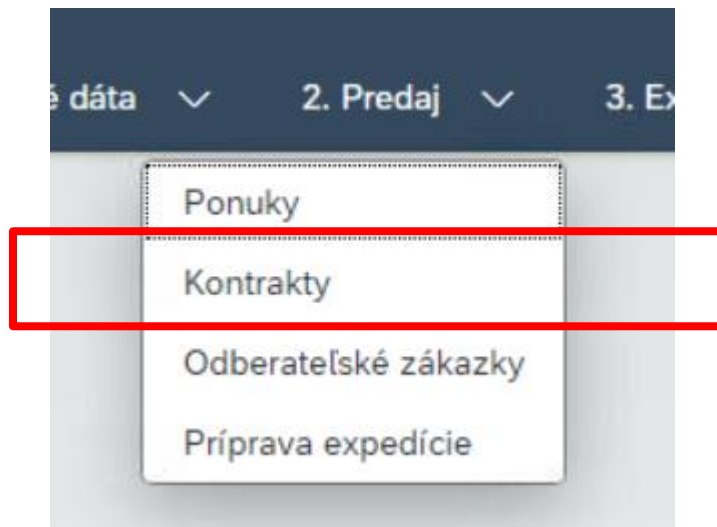 é dáta 2. Predaj 3. Ex
Ponuky
Kontrakty
Odberateľské zákazky
Príprava expedície